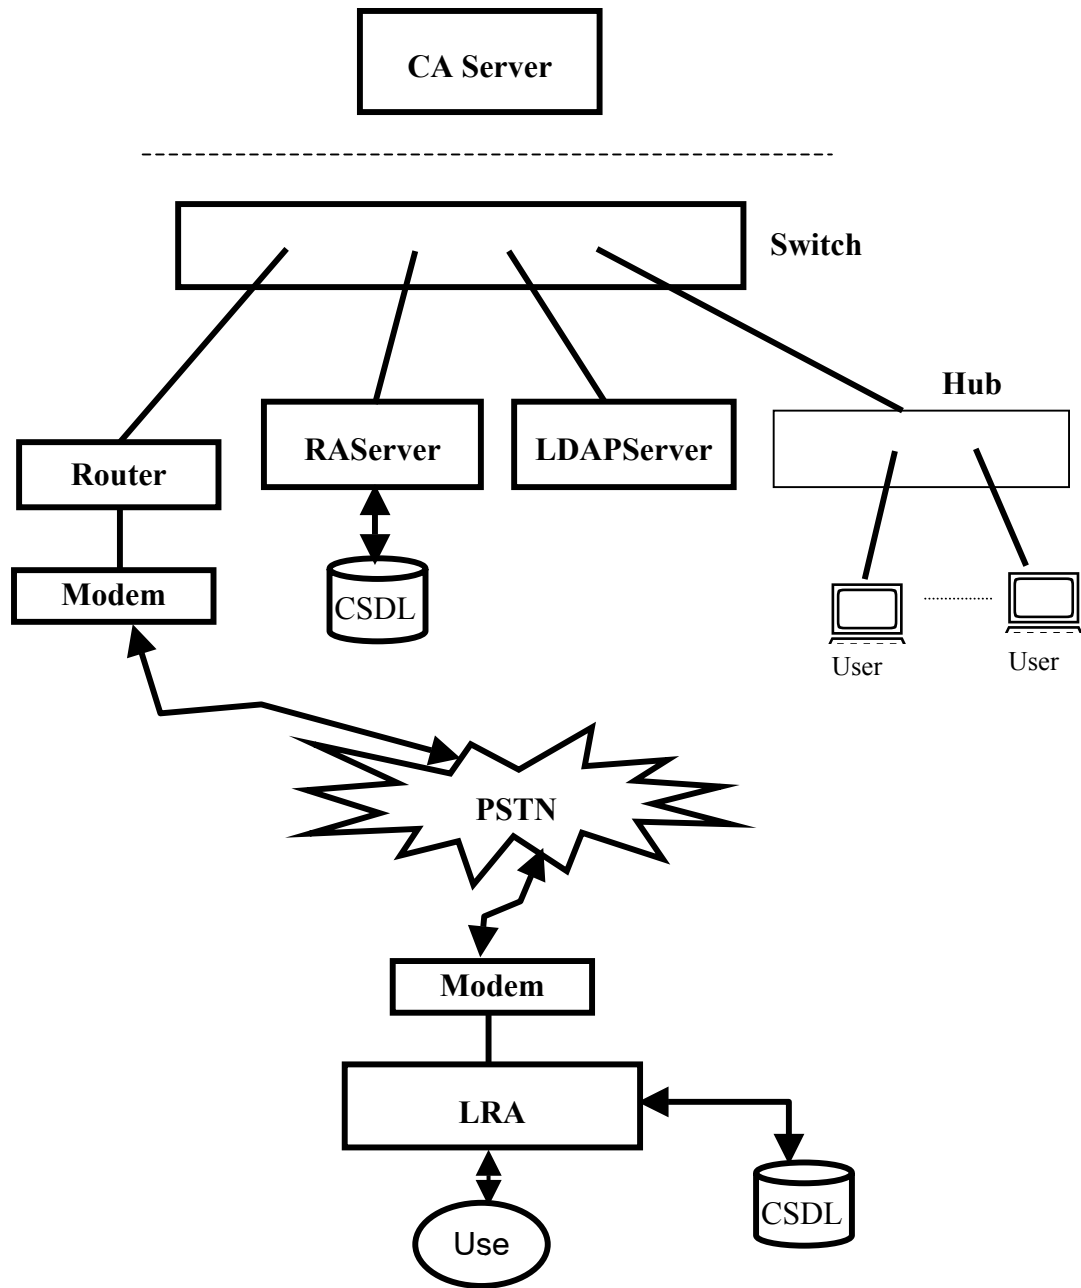 CA Server
Switch
Hub
Router
RAServer
LDAPServer
Modem
CSDL
User
User
PSTN
Modem
LRA
CSDL
Use